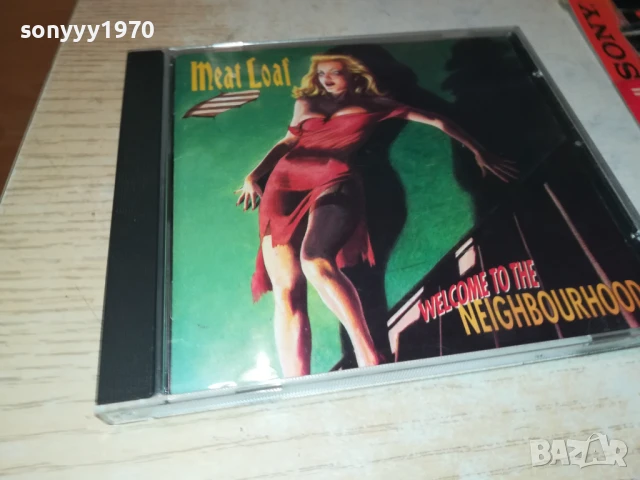 sonyyy1970
Meat Loaf
SONY
WELCOME TO THE
NEIGHBOURHOOD
BAZAR